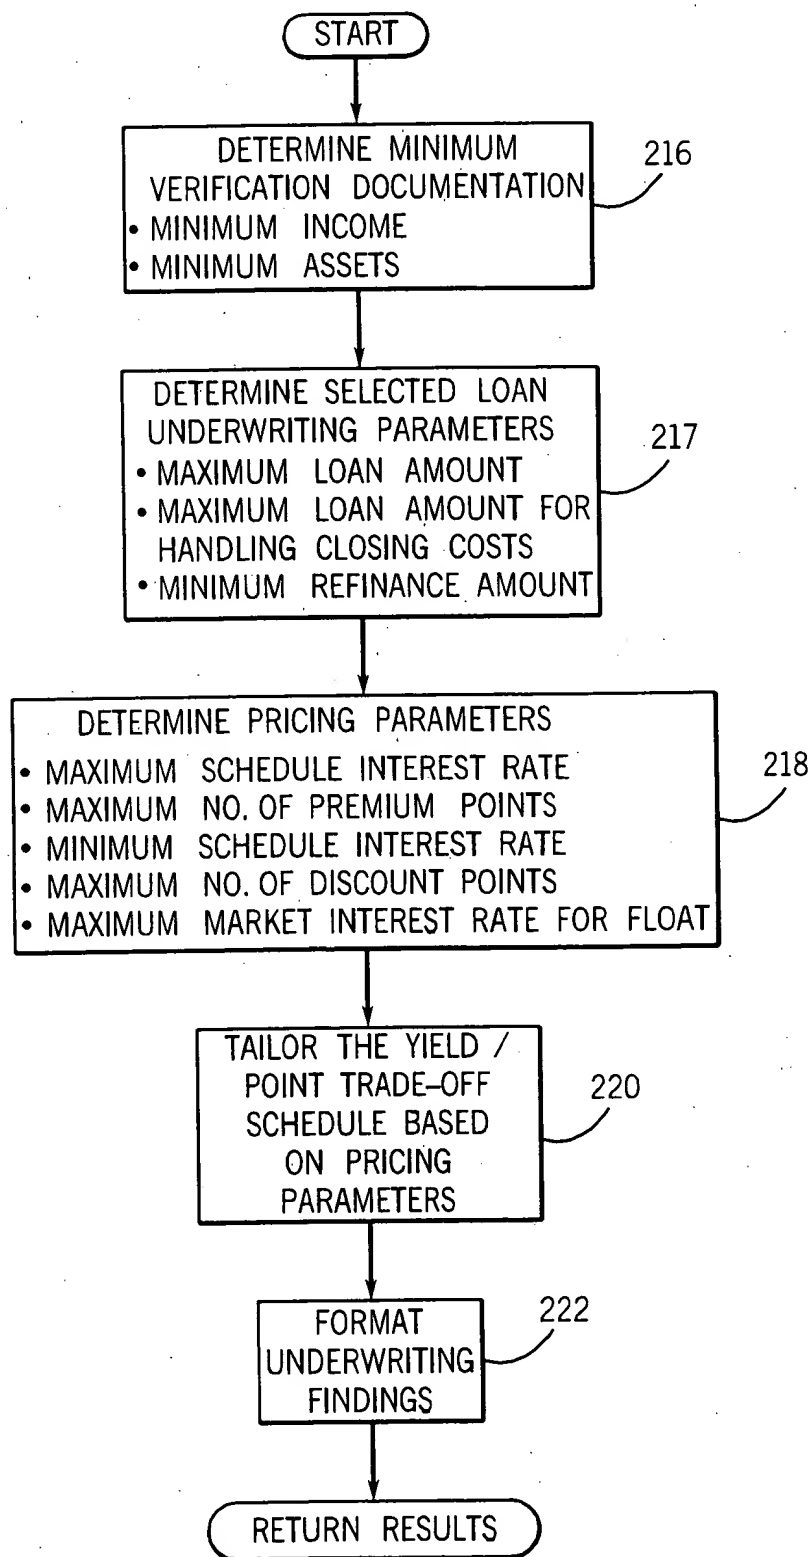 START
DETERMINE MINIMUM
VERIFICATION DOCUMENTATION
• MINIMUM INCOME
• MINIMUM ASSETS
216
DETERMINE SELECTED LOAN
UNDERWRITING PARAMETERS
• MAXIMUM LOAN AMOUNT
• MAXIMUM LOAN AMOUNT FOR
HANDLING CLOSING COSTS
• MINIMUM REFINANCE AMOUNT
217
DETERMINE PRICING PARAMETERS
• MAXIMUM SCHEDULE INTEREST RATE
• MAXIMUM NO. OF PREMIUM POINTS
• MINIMUM SCHEDULE INTEREST RATE
• MAXIMUM NO. OF DISCOUNT POINTS
• MAXIMUM MARKET INTEREST RATE FOR FLOAT
218
TAILOR THE YIELD /
POINT TRADE-OFF
SCHEDULE BASED
ON PRICING
PARAMETERS
220
FORMAT
UNDERWRITING
FINDINGS
222
RETURN RESULTS